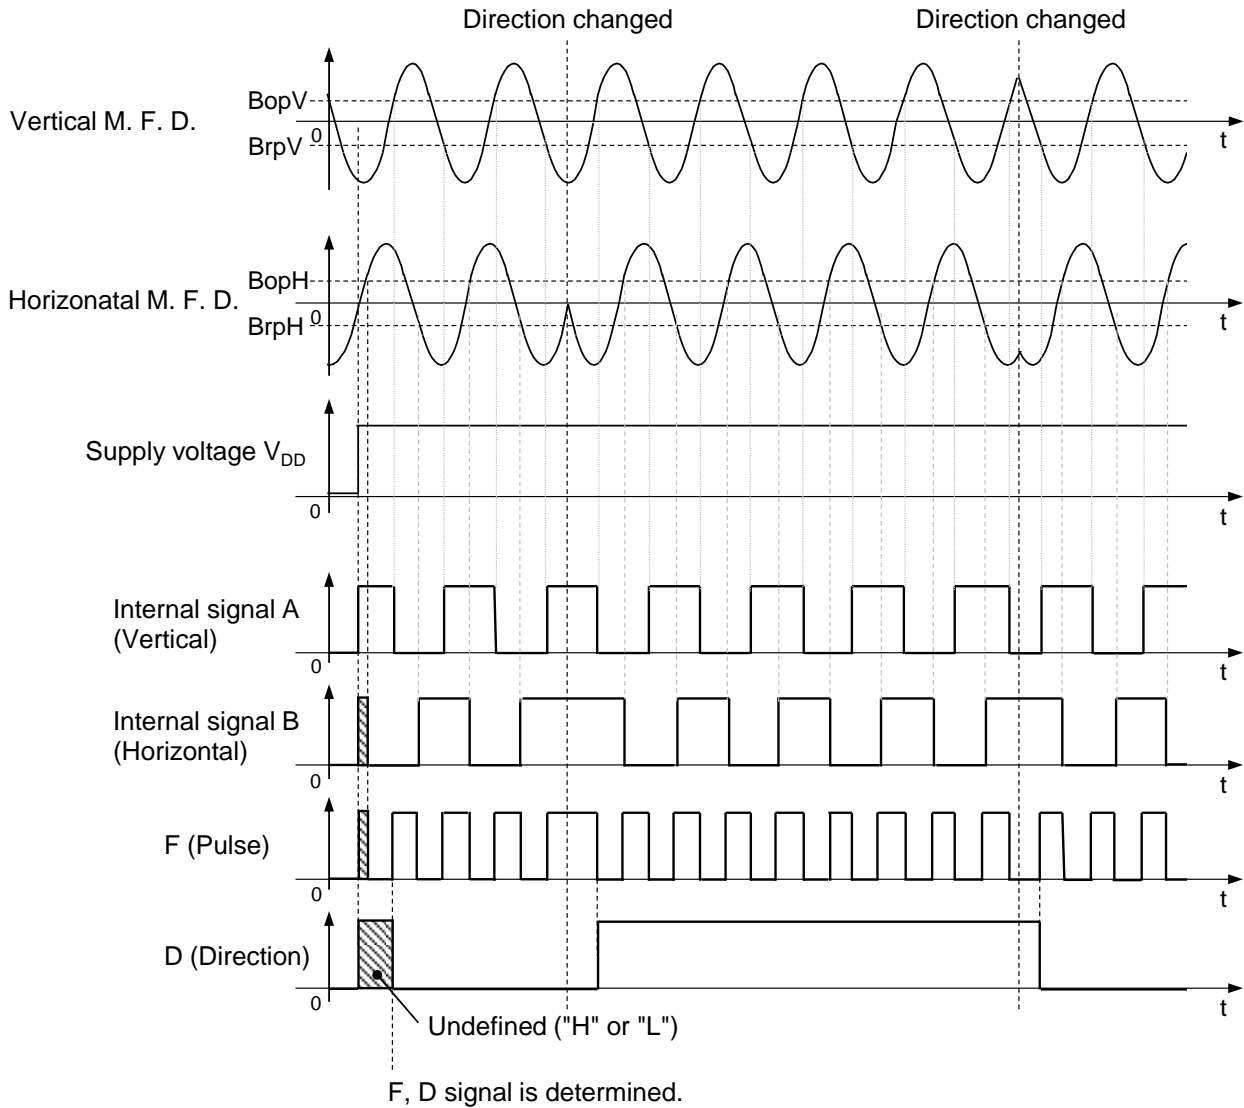 Direction changed
Direction changed
Vertical M. F. D.
BopV
0
BrpV
t
Horizonatal M. F. D.
BopH
0
BrpH
t
Supply voltage VDD
0
t
Internal signal A
(Vertical)
0
t
Internal signal B
(Horizontal)
0
t
F (Pulse)
0
t
D (Direction)
0
t
Undefined ("H" or "L")
F, D signal is determined.